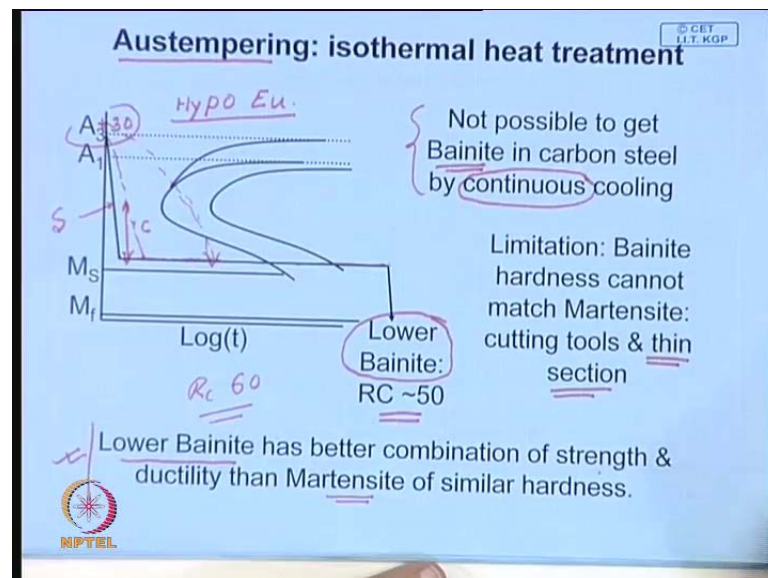 Austempering: isothermal heat treatment
© CET
I.I.T. KGP
Hypo Eu.
A3+30
A1
S
C
Ms
Mf
Log(t)
Not possible to get
Bainite in carbon steel
by continuous cooling
Limitation: Bainite
hardness cannot
match Martensite:
cutting tools & thin
section
Lower
Bainite:
RC ~50
Rc 60
Lower Bainite has better combination of strength &
ductility than Martensite of similar hardness.
NPTEL